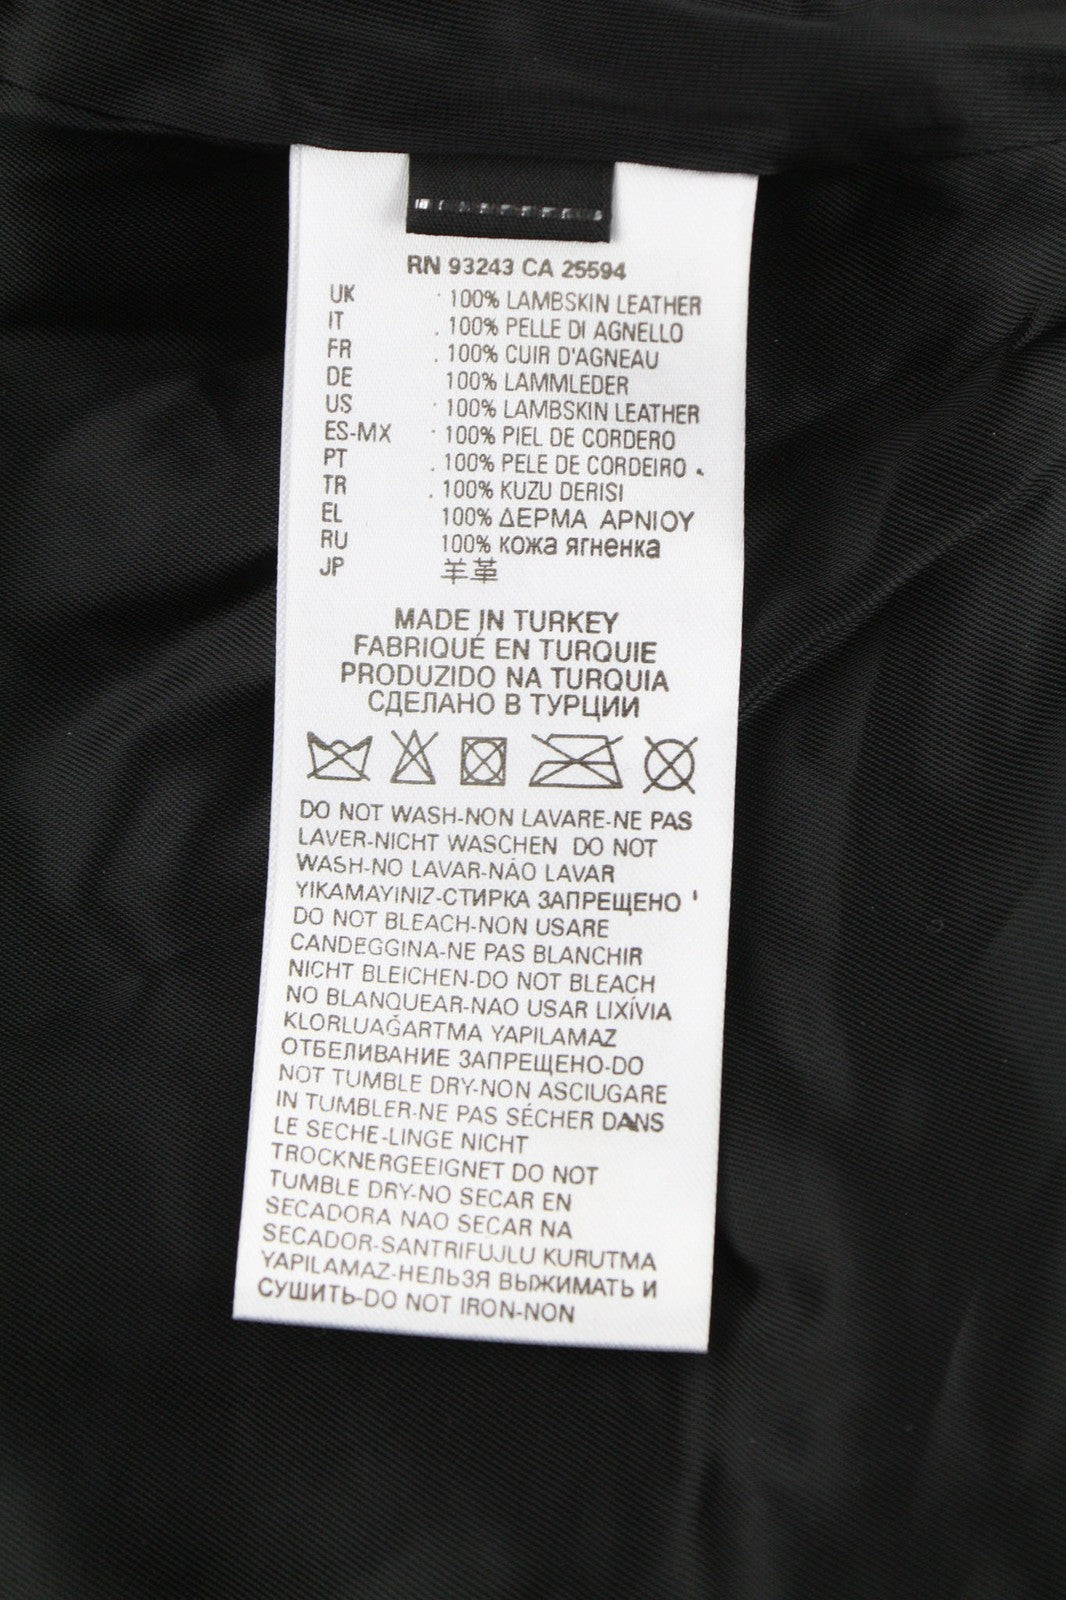 RN 93243 CA 25594
UK 100% LAMBSKIN LEATHER
IT 100% PELLE DI AGNELLO
FR 100% CUIR D'AGNEAU
DE 100% LAMMLEDER
US 100% LAMBSKIN LEATHER
ES-MX 100% PIEL DE CORDERO
PT 100% PELE DE CORDEIRO
TR 100% KUZU DERISI
EL 100% ΔΕΡΜΑ ΑΡΝΙΟΥ
RU 100% кожа ягненка
JP 羊革
MADE IN TURKEY
FABRIQUÉ EN TURQUIE
PRODUZIDO NA TURQUIA
СДЕЛАНО В ТУРЦИИ
DO NOT WASH-NON LAVARE-NE PAS
LAVER-NICHT WASCHEN DO NOT
WASH-NO LAVAR-NÃO LAVAR
YIKAMAYINIZ-СТИРКА ЗАПРЕЩЕНО
DO NOT BLEACH-NON USARE
CANDEGGINA-NE PAS BLANCHIR
NICHT BLEICHEN-DO NOT BLEACH
NO BLANQUEAR-NAO USAR LIXÍVIA
KLORLUAĞARTMA YAPILAMAZ
ОТБЕЛИВАНИЕ ЗАПРЕЩЕНО-DO
NOT TUMBLE DRY-NON ASCIUGARE
IN TUMBLER-NE PAS SÉCHER DANS
LE SECHE-LINGE NICHT
TROCKNERGEEIGNET DO NOT
TUMBLE DRY-NO SECAR EN
SECADORA NAO SECAR NA
SECADOR-SANTRIFUJLU KURUTMA
YAPILAMAZ-НЕЛЬЗЯ ВЫЖИМАТЬ И
СУШИТЬ-DO NOT IRON-NON